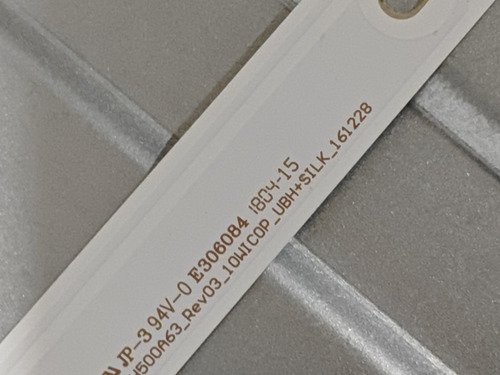 JP-3 94V-0 E306084 1804-15
500A63_Rev03_10WICOP_UBH+SILK_161228